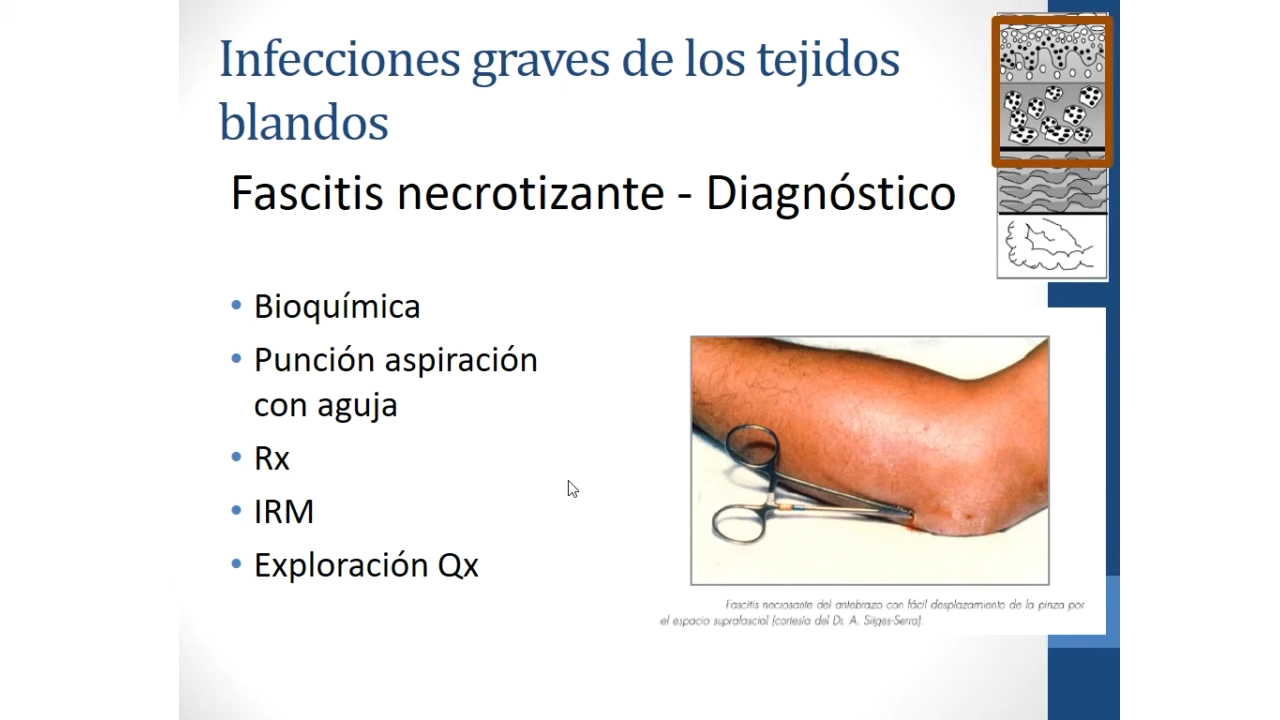 Infecciones graves de los tejidos
blandos
Fascitis necrotizante - Diagnóstico
• Bioquímica
• Punción aspiración
con aguja
• Rx
• IRM
• Exploración Qx
Fascitis necrosante del antebrazo con fácil desplazamiento de la pinza por
el espacio suprafascial (cortesía del Dr. A. Sitges-Serra).